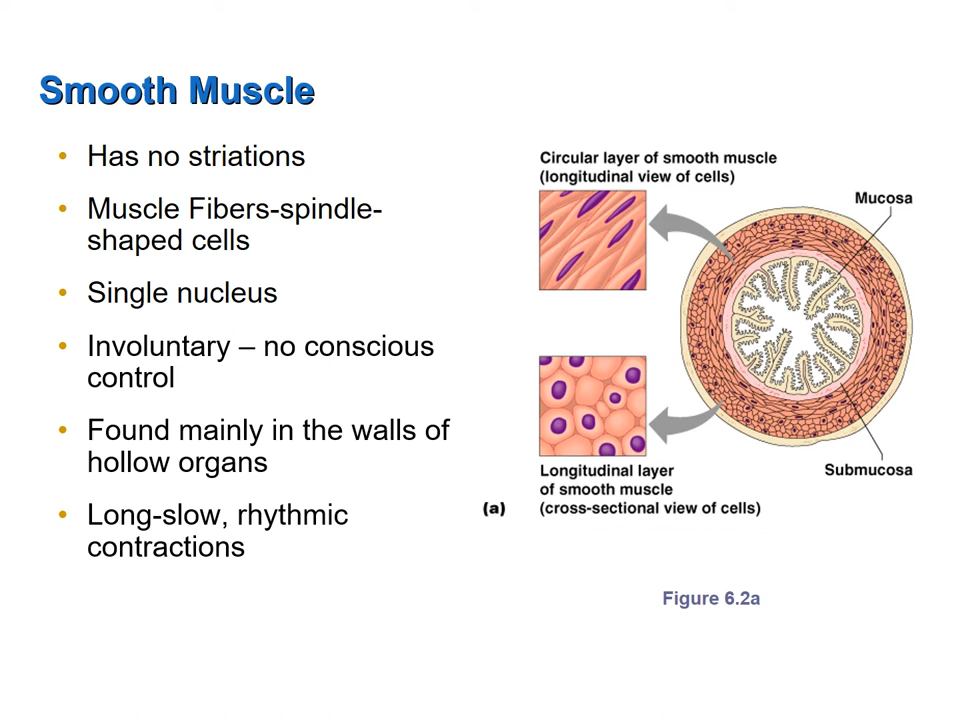 Smooth Muscle
• Has no striations
• Muscle Fibers-spindle-
shaped cells
• Single nucleus
• Involuntary – no conscious
control
• Found mainly in the walls of
hollow organs
• Long-slow, rhythmic
contractions
Circular layer of smooth muscle
(longitudinal view of cells)
Mucosa
Submucosa
Longitudinal layer
of smooth muscle
(cross-sectional view of cells)
(a)
Figure 6.2a